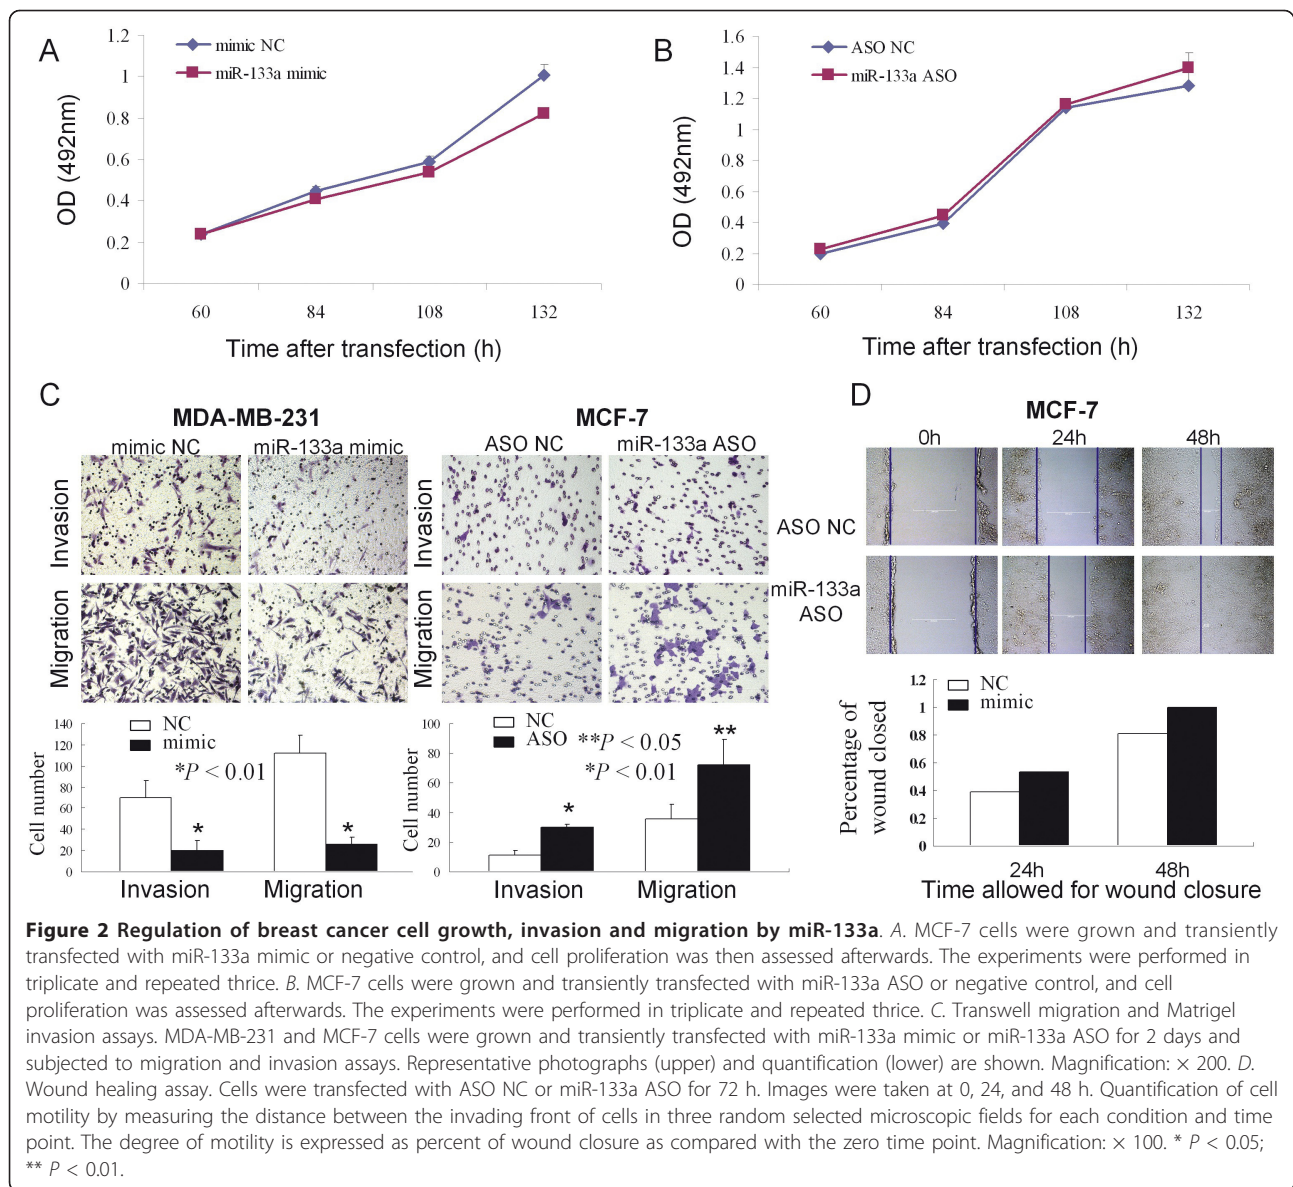 A
mimic NC
miR-133a mimic
OD (492nm)
1.2
1
0.8
0.6
0.4
0.2
0
60 84 108 132
Time after transfection (h)
B
ASO NC
miR-133a ASO
OD (492nm)
1.6
1.4
1.2
1
0.8
0.6
0.4
0.2
0
60 84 108 132
Time after transfection (h)
C
MDA-MB-231
mimic NC miR-133a mimic
Invasion
Migration
MCF-7
ASO NC miR-133a ASO
Invasion
Migration
Cell number
140
120
100
80
60
40
20
0
NC
mimic
*P < 0.01
* *
Invasion Migration
Cell number
100
80
60
40
20
0
NC
ASO
**P < 0.05
*P < 0.01
* **
Invasion Migration
D
MCF-7
0h 24h 48h
ASO NC
miR-133a
ASO
Percentage of
wound closed
1.2
1
0.8
0.6
0.4
0.2
0
NC
mimic
24h 48h
Time allowed for wound closure
Figure 2 Regulation of breast cancer cell growth, invasion and migration by miR-133a. A. MCF-7 cells were grown and transiently
transfected with miR-133a mimic or negative control, and cell proliferation was then assessed afterwards. The experiments were performed in
triplicate and repeated thrice. B. MCF-7 cells were grown and transiently transfected with miR-133a ASO or negative control, and cell
proliferation was assessed afterwards. The experiments were performed in triplicate and repeated thrice. C. Transwell migration and Matrigel
invasion assays. MDA-MB-231 and MCF-7 cells were grown and transiently transfected with miR-133a mimic or miR-133a ASO for 2 days and
subjected to migration and invasion assays. Representative photographs (upper) and quantification (lower) are shown. Magnification: × 200. D.
Wound healing assay. Cells were transfected with ASO NC or miR-133a ASO for 72 h. Images were taken at 0, 24, and 48 h. Quantification of cell
motility by measuring the distance between the invading front of cells in three random selected microscopic fields for each condition and time
point. The degree of motility is expressed as percent of wound closure as compared with the zero time point. Magnification: × 100. * P < 0.05;
** P < 0.01.